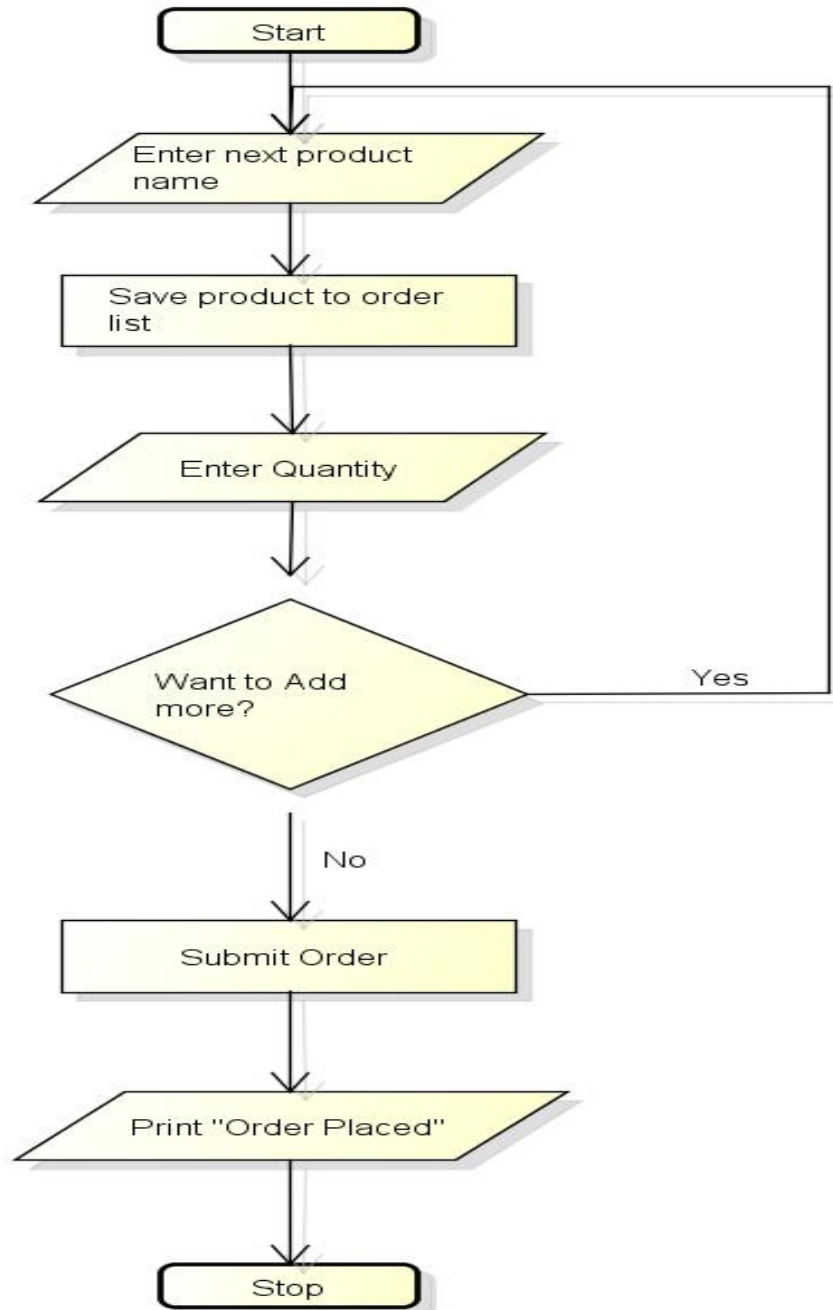 Start
Enter next product
name
Save product to order
list
Enter Quantity
Want to Add
more?
Yes
No
Submit Order
Print "Order Placed"
Stop